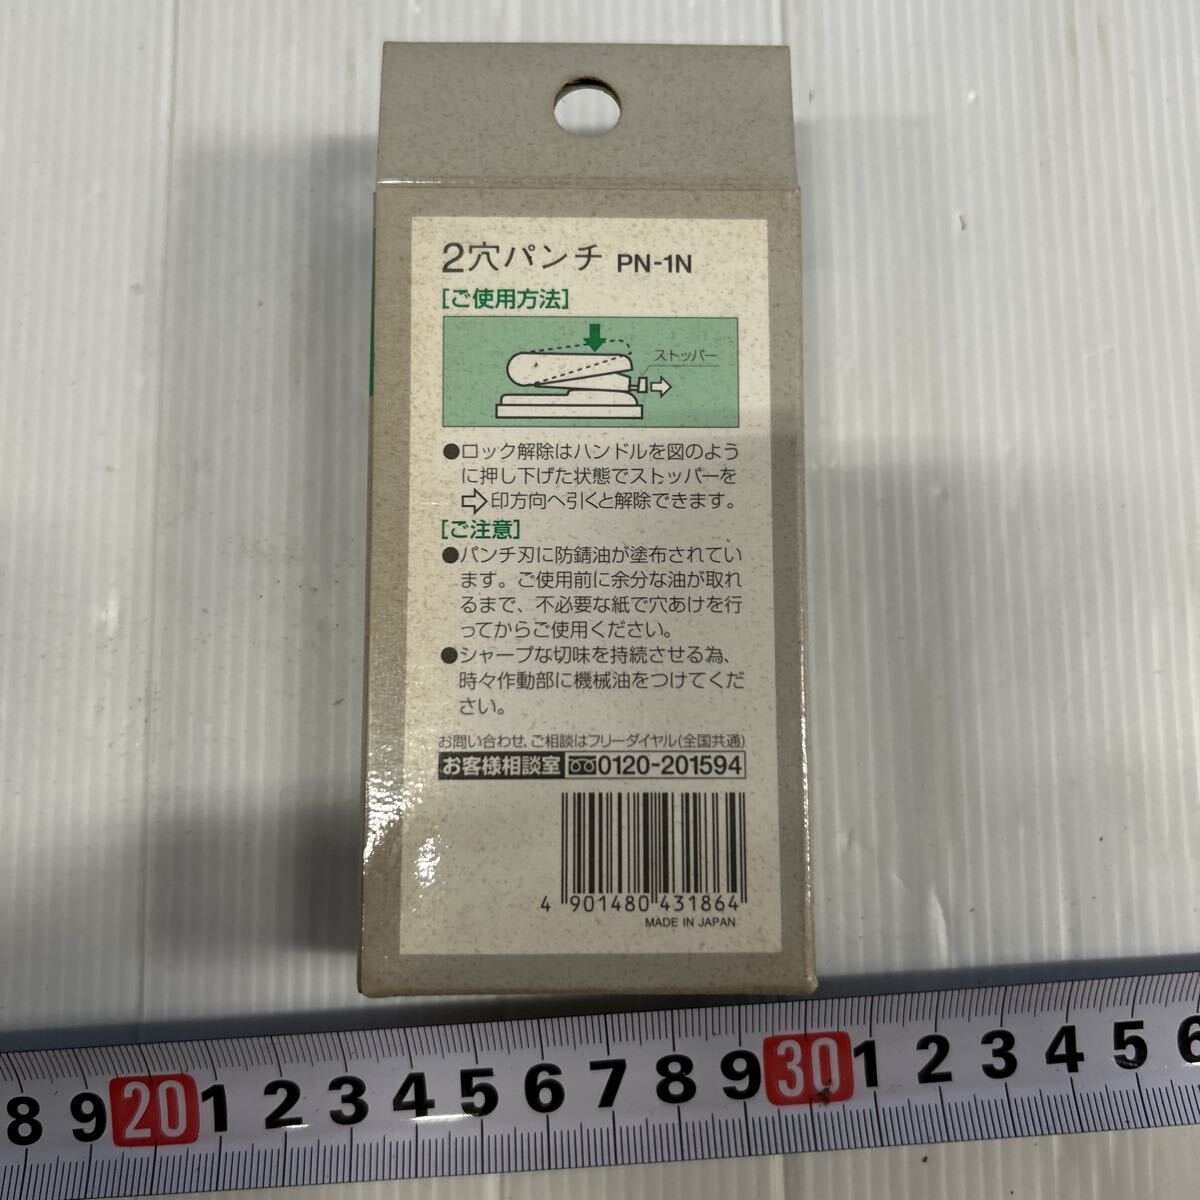 2穴パンチ PN-1N
[ご使用方法]
ストッパー
●ロック解除はハンドルを図のよう
に押し下げた状態でストッパーを
⇨印方向へ引くと解除できます。
[ご注意]
●パンチ刃に防錆油が塗布されてい
ます。ご使用前に余分な油が取れ
るまで、不必要な紙で穴あけを行
ってからご使用ください。
●シャープな切味を持続させる為、
時々作動部に機械油をつけてくだ
さい。
お問い合わせ、ご相談はフリーダイヤル(全国共通)
お客様相談室 0120-201594
4 901480 431864
MADE IN JAPAN
8 9 20 1 2 3 4 5 6 7 8 9 30 1 2 3 4 5 6